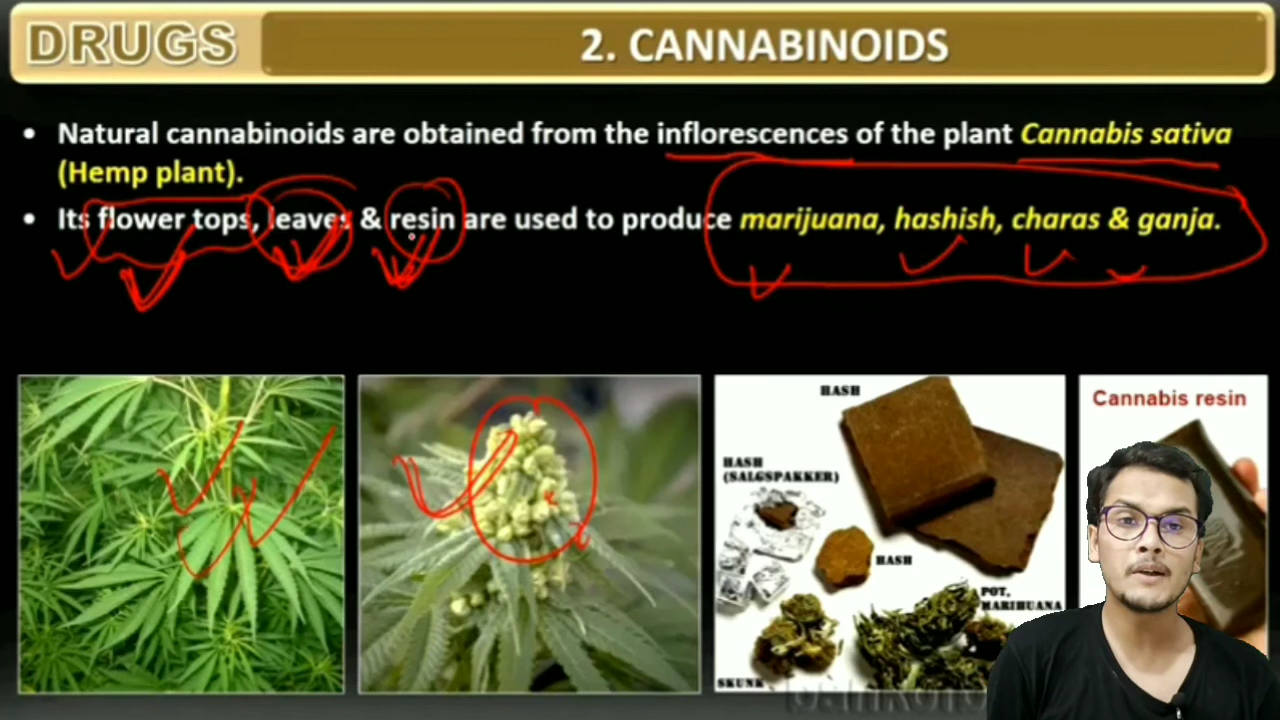 DRUGS
2. CANNABINOIDS
• Natural cannabinoids are obtained from the inflorescences of the plant Cannabis sativa
(Hemp plant).
• Its flower tops, leaves & resin are used to produce marijuana, hashish, charas & ganja.
HASH
HASH
(SALGSPAKKER)
HASH
POT,
MARIHUANA
SKUNK
Cannabis resin